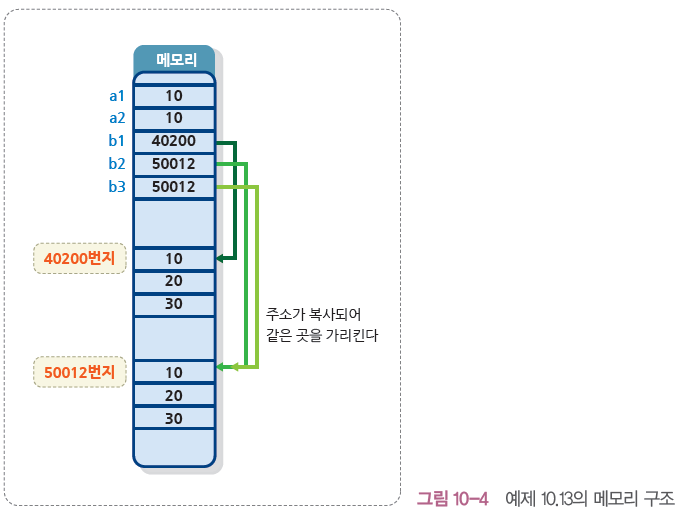 메모리
a1 10
a2 10
b1 40200
b2 50012
b3 50012
40200번지 10
20
30
주소가 복사되어
같은 곳을 가리킨다
50012번지 10
20
30
그림 10-4 예제 10.13의 메모리 구조